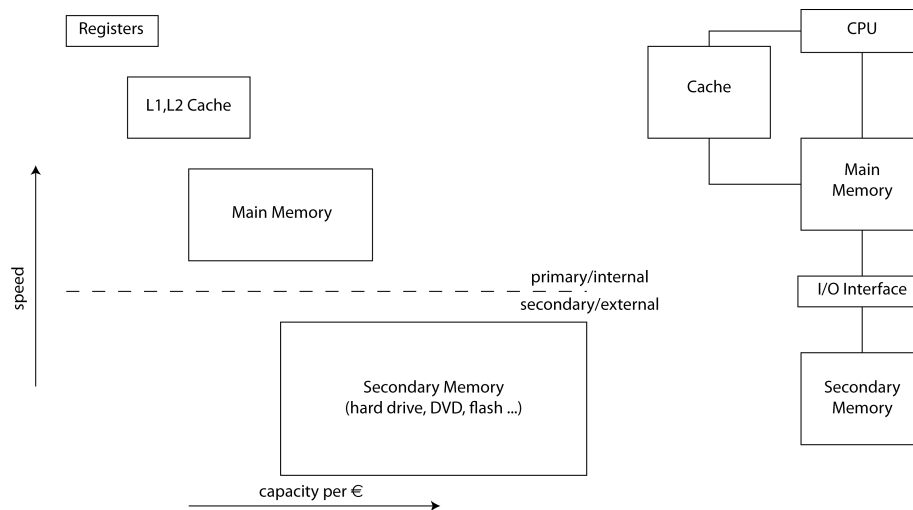 Registers
CPU
Cache
L1,L2 Cache
Main
Memory
Main Memory
primary/internal
secondary/external
speed
I/O Interface
Secondary Memory
(hard drive, DVD, flash ...)
Secondary
Memory
capacity per €